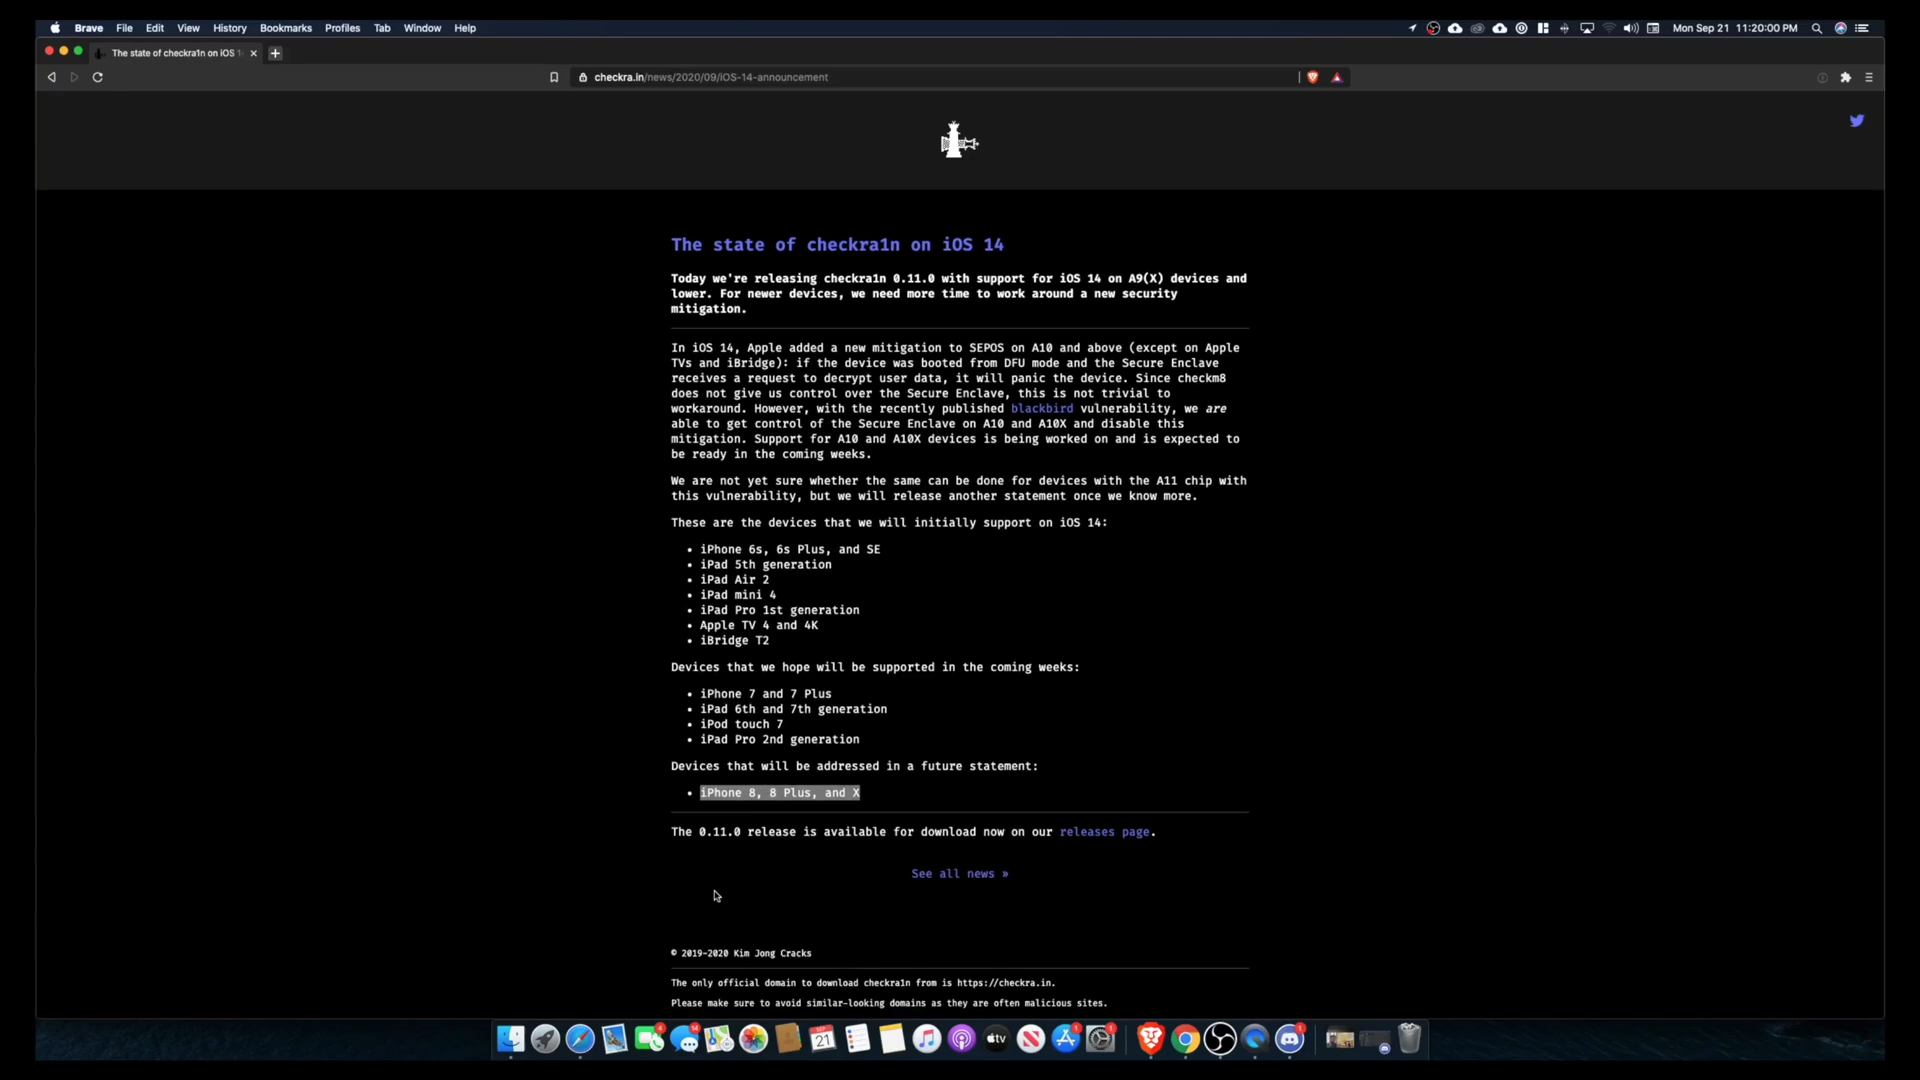 Brave File Edit View History Bookmarks Profiles Tab Window Help Mon Sep 21 11:20:00 PM
The state of checkra1n on iOS 14
checkra.in/news/2020/09/iOS-14-announcement
The state of checkra1n on iOS 14
Today we're releasing checkra1n 0.11.0 with support for iOS 14 on A9(X) devices and
lower. For newer devices, we need more time to work around a new security
mitigation.
In iOS 14, Apple added a new mitigation to SEPOS on A10 and above (except on Apple
TVs and iBridge): if the device was booted from DFU mode and the Secure Enclave
receives a request to decrypt user data, it will panic the device. Since checkm8
does not give us control over the Secure Enclave, this is not trivial to
workaround. However, with the recently published blackbird vulnerability, we are
able to get control of the Secure Enclave on A10 and A10X and disable this
mitigation. Support for A10 and A10X devices is being worked on and is expected to
be ready in the coming weeks.
We are not yet sure whether the same can be done for devices with the A11 chip with
this vulnerability, but we will release another statement once we know more.
These are the devices that we will initially support on iOS 14:
• iPhone 6s, 6s Plus, and SE
• iPad 5th generation
• iPad Air 2
• iPad mini 4
• iPad Pro 1st generation
• Apple TV 4 and 4K
• iBridge T2
Devices that we hope will be supported in the coming weeks:
• iPhone 7 and 7 Plus
• iPad 6th and 7th generation
• iPod touch 7
• iPad Pro 2nd generation
Devices that will be addressed in a future statement:
• iPhone 8, 8 Plus, and X
The 0.11.0 release is available for download now on our releases page.
See all news »
© 2019-2020 Kim Jong Cracks
The only official domain to download checkra1n from is https://checkra.in.
Please make sure to avoid similar-looking domains as they are often malicious sites.
4 14 21 tv 1 1 1